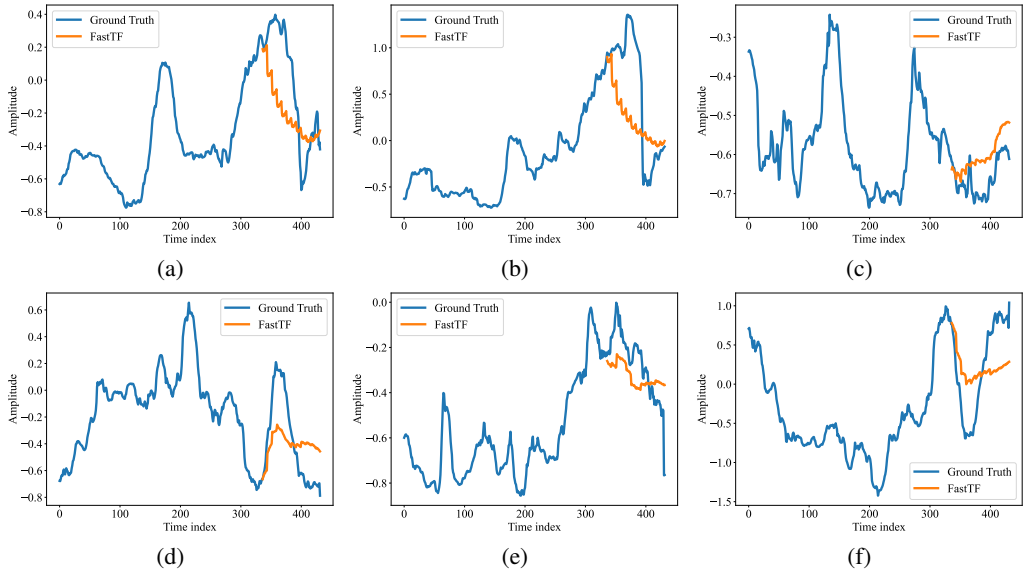 0.4
0.2
0.0
−0.2
−0.4
−0.6
−0.8
Amplitude
Ground Truth
FastTF
0 100 200 300 400
Time index
(a)
1.0
0.5
0.0
−0.5
Amplitude
Ground Truth
FastTF
0 100 200 300 400
Time index
(b)
−0.3
−0.4
−0.5
−0.6
−0.7
Amplitude
Ground Truth
FastTF
0 100 200 300 400
Time index
(c)
0.6
0.4
0.2
0.0
−0.2
−0.4
−0.6
−0.8
Amplitude
Ground Truth
FastTF
0 100 200 300 400
Time index
(d)
0.0
−0.2
−0.4
−0.6
−0.8
Amplitude
Ground Truth
FastTF
0 100 200 300 400
Time index
(e)
1.0
0.5
0.0
−0.5
−1.0
−1.5
Amplitude
Ground Truth
FastTF
0 100 200 300 400
Time index
(f)